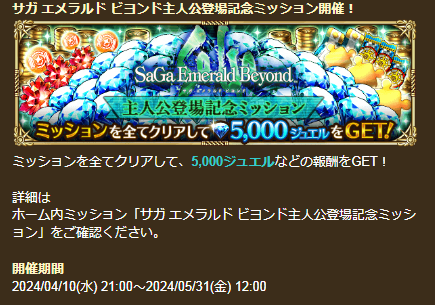 サガ エメラルド ビヨンド主人公登場記念ミッション開催！
SaGa Emerald Beyond
主人公登場記念ミッション
ミッションを全てクリアして5,000ジュエルをGET!
ミッションを全てクリアして、5,000ジュエルなどの報酬をGET！
詳細は
ホーム内ミッション「サガ エメラルド ビヨンド主人公登場記念ミッシ
ョン」をご確認ください。
開催期間
2024/04/10(水) 21:00～2024/05/31(金) 12:00